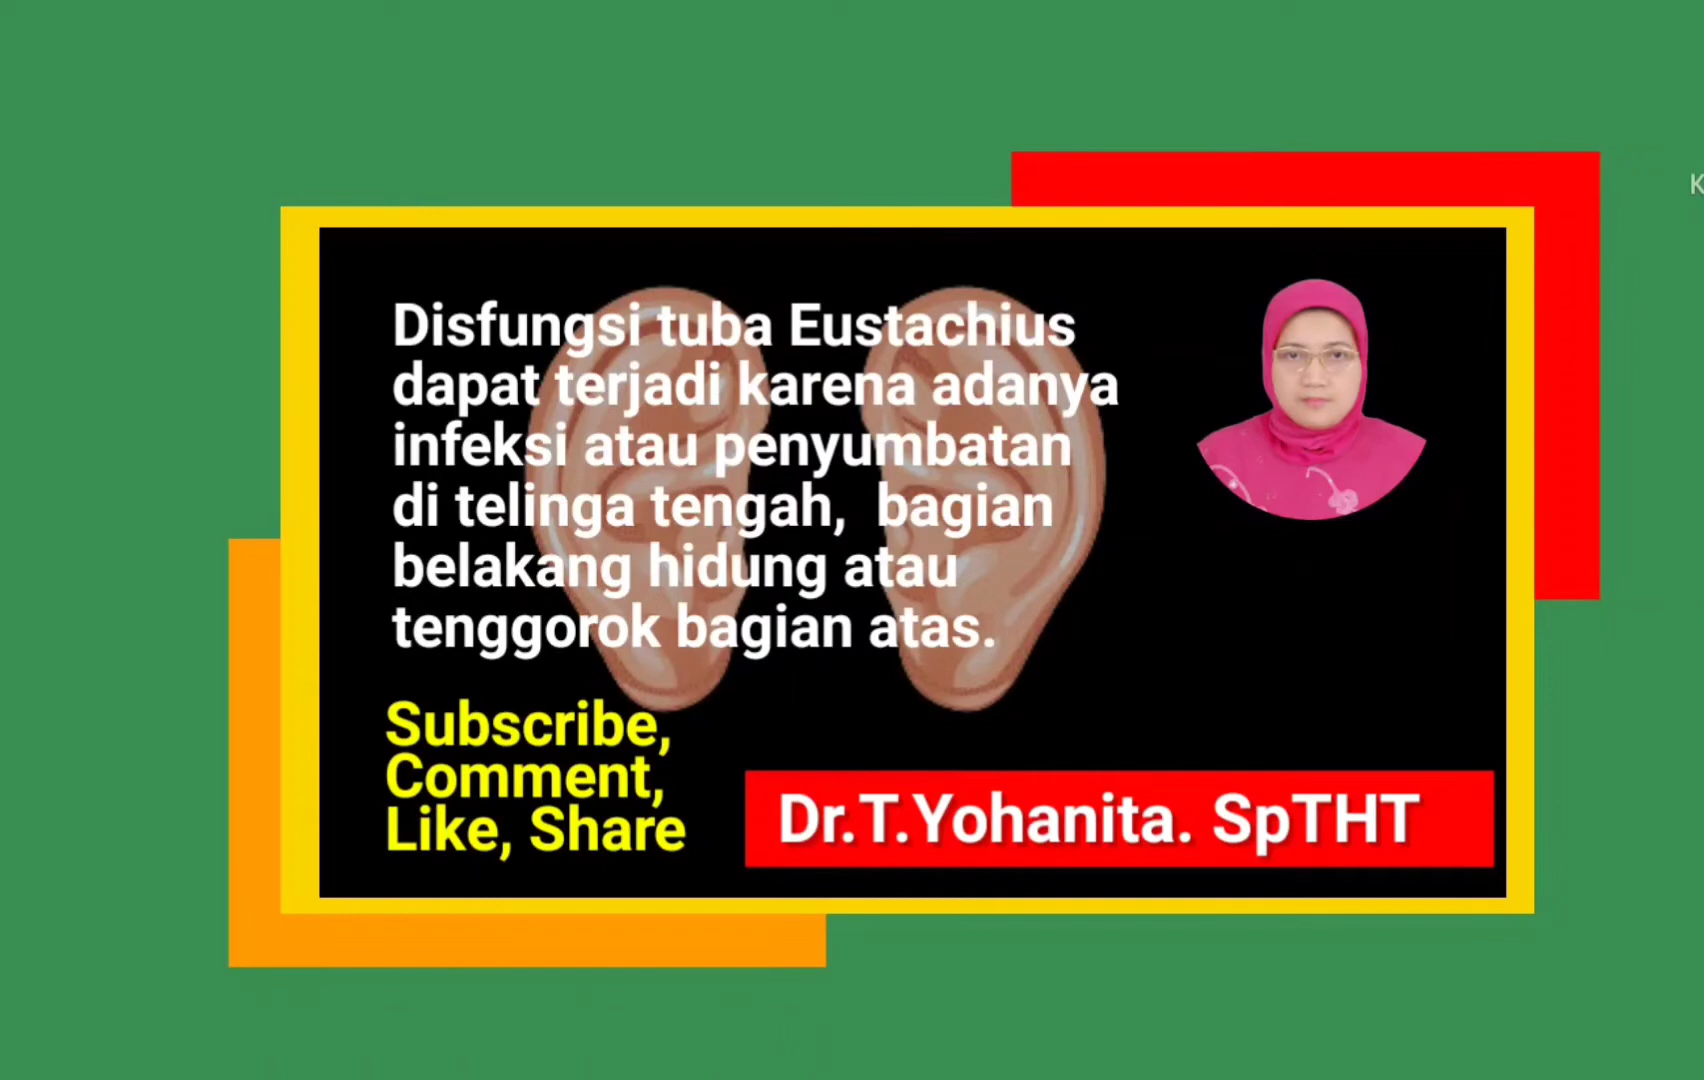 Disfungsi tuba Eustachius
dapat terjadi karena adanya
infeksi atau penyumbatan
di telinga tengah, bagian
belakang hidung atau
tenggorok bagian atas.
Subscribe,
Comment,
Like, Share
Dr.T.Yohanita. SpTHT